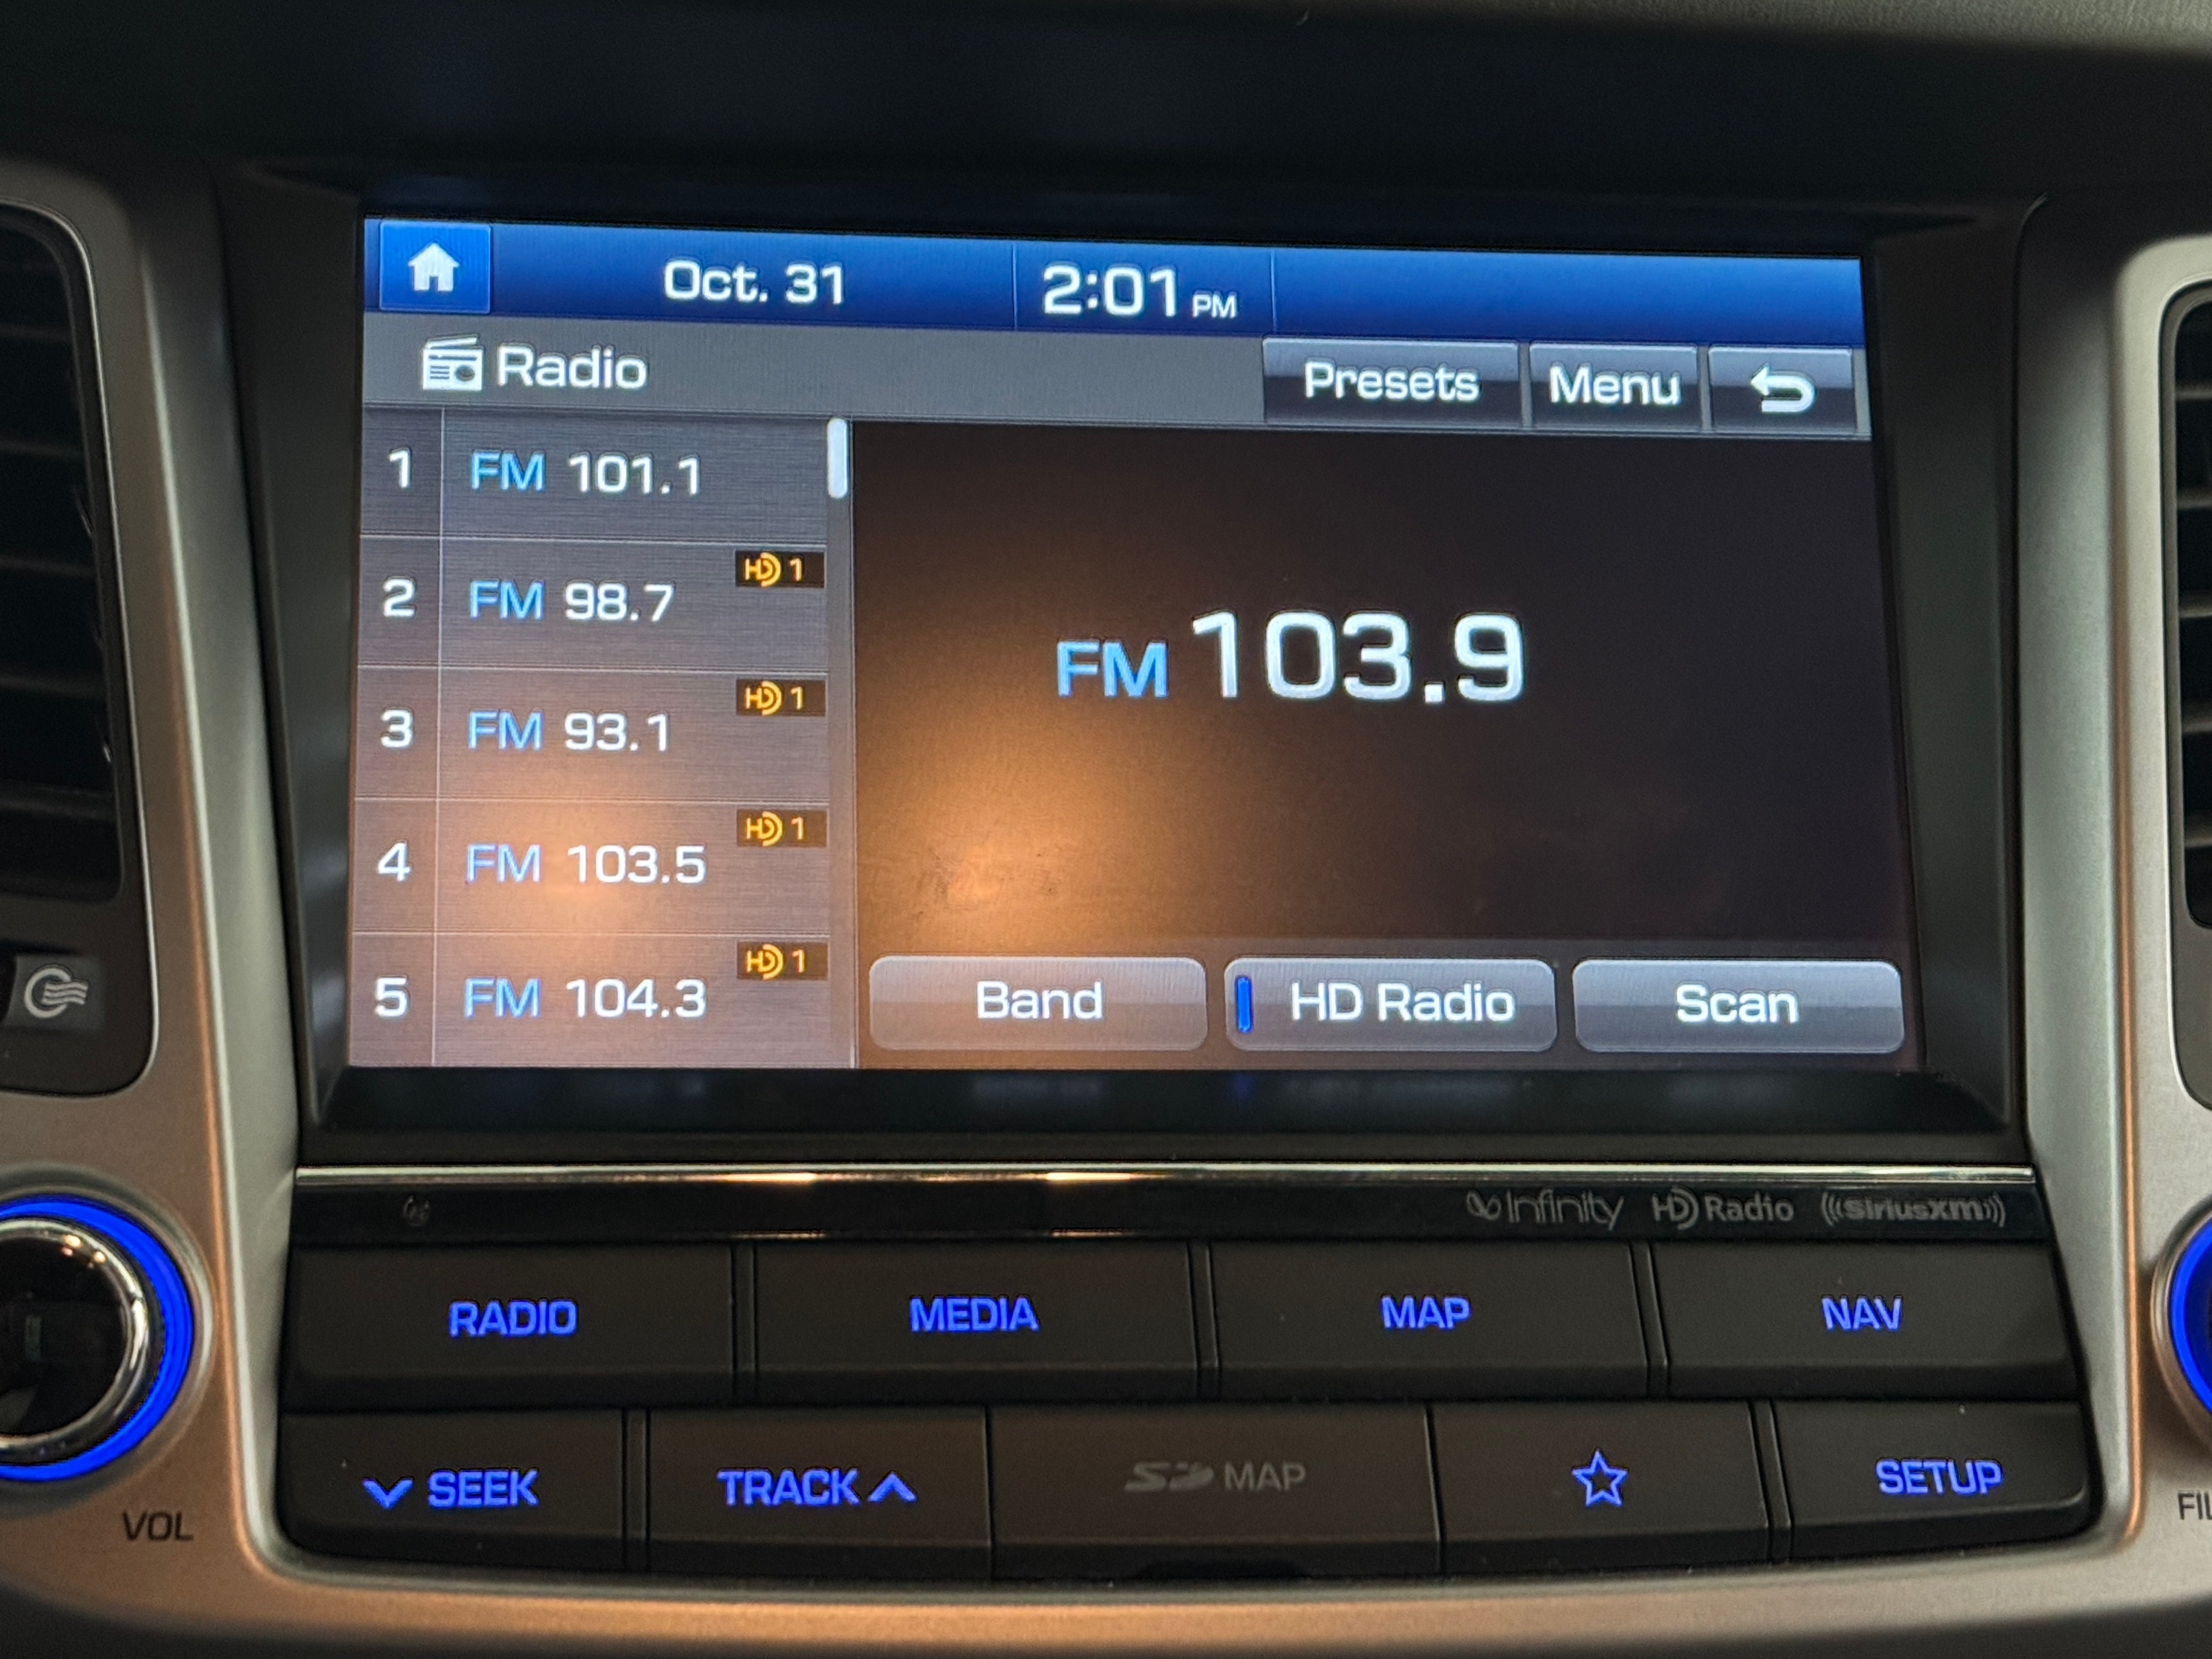 Oct. 31 2:01 PM
Radio Presets Menu
1 FM 101.1
2 FM 98.7 HD 1
3 FM 93.1 HD 1
4 FM 103.5 HD 1
5 FM 104.3 HD 1
FM 103.9
Band HD Radio Scan
Infinity HD Radio ((SiriusXM))
RADIO MEDIA MAP NAV
SEEK TRACK SD MAP SETUP
VOL